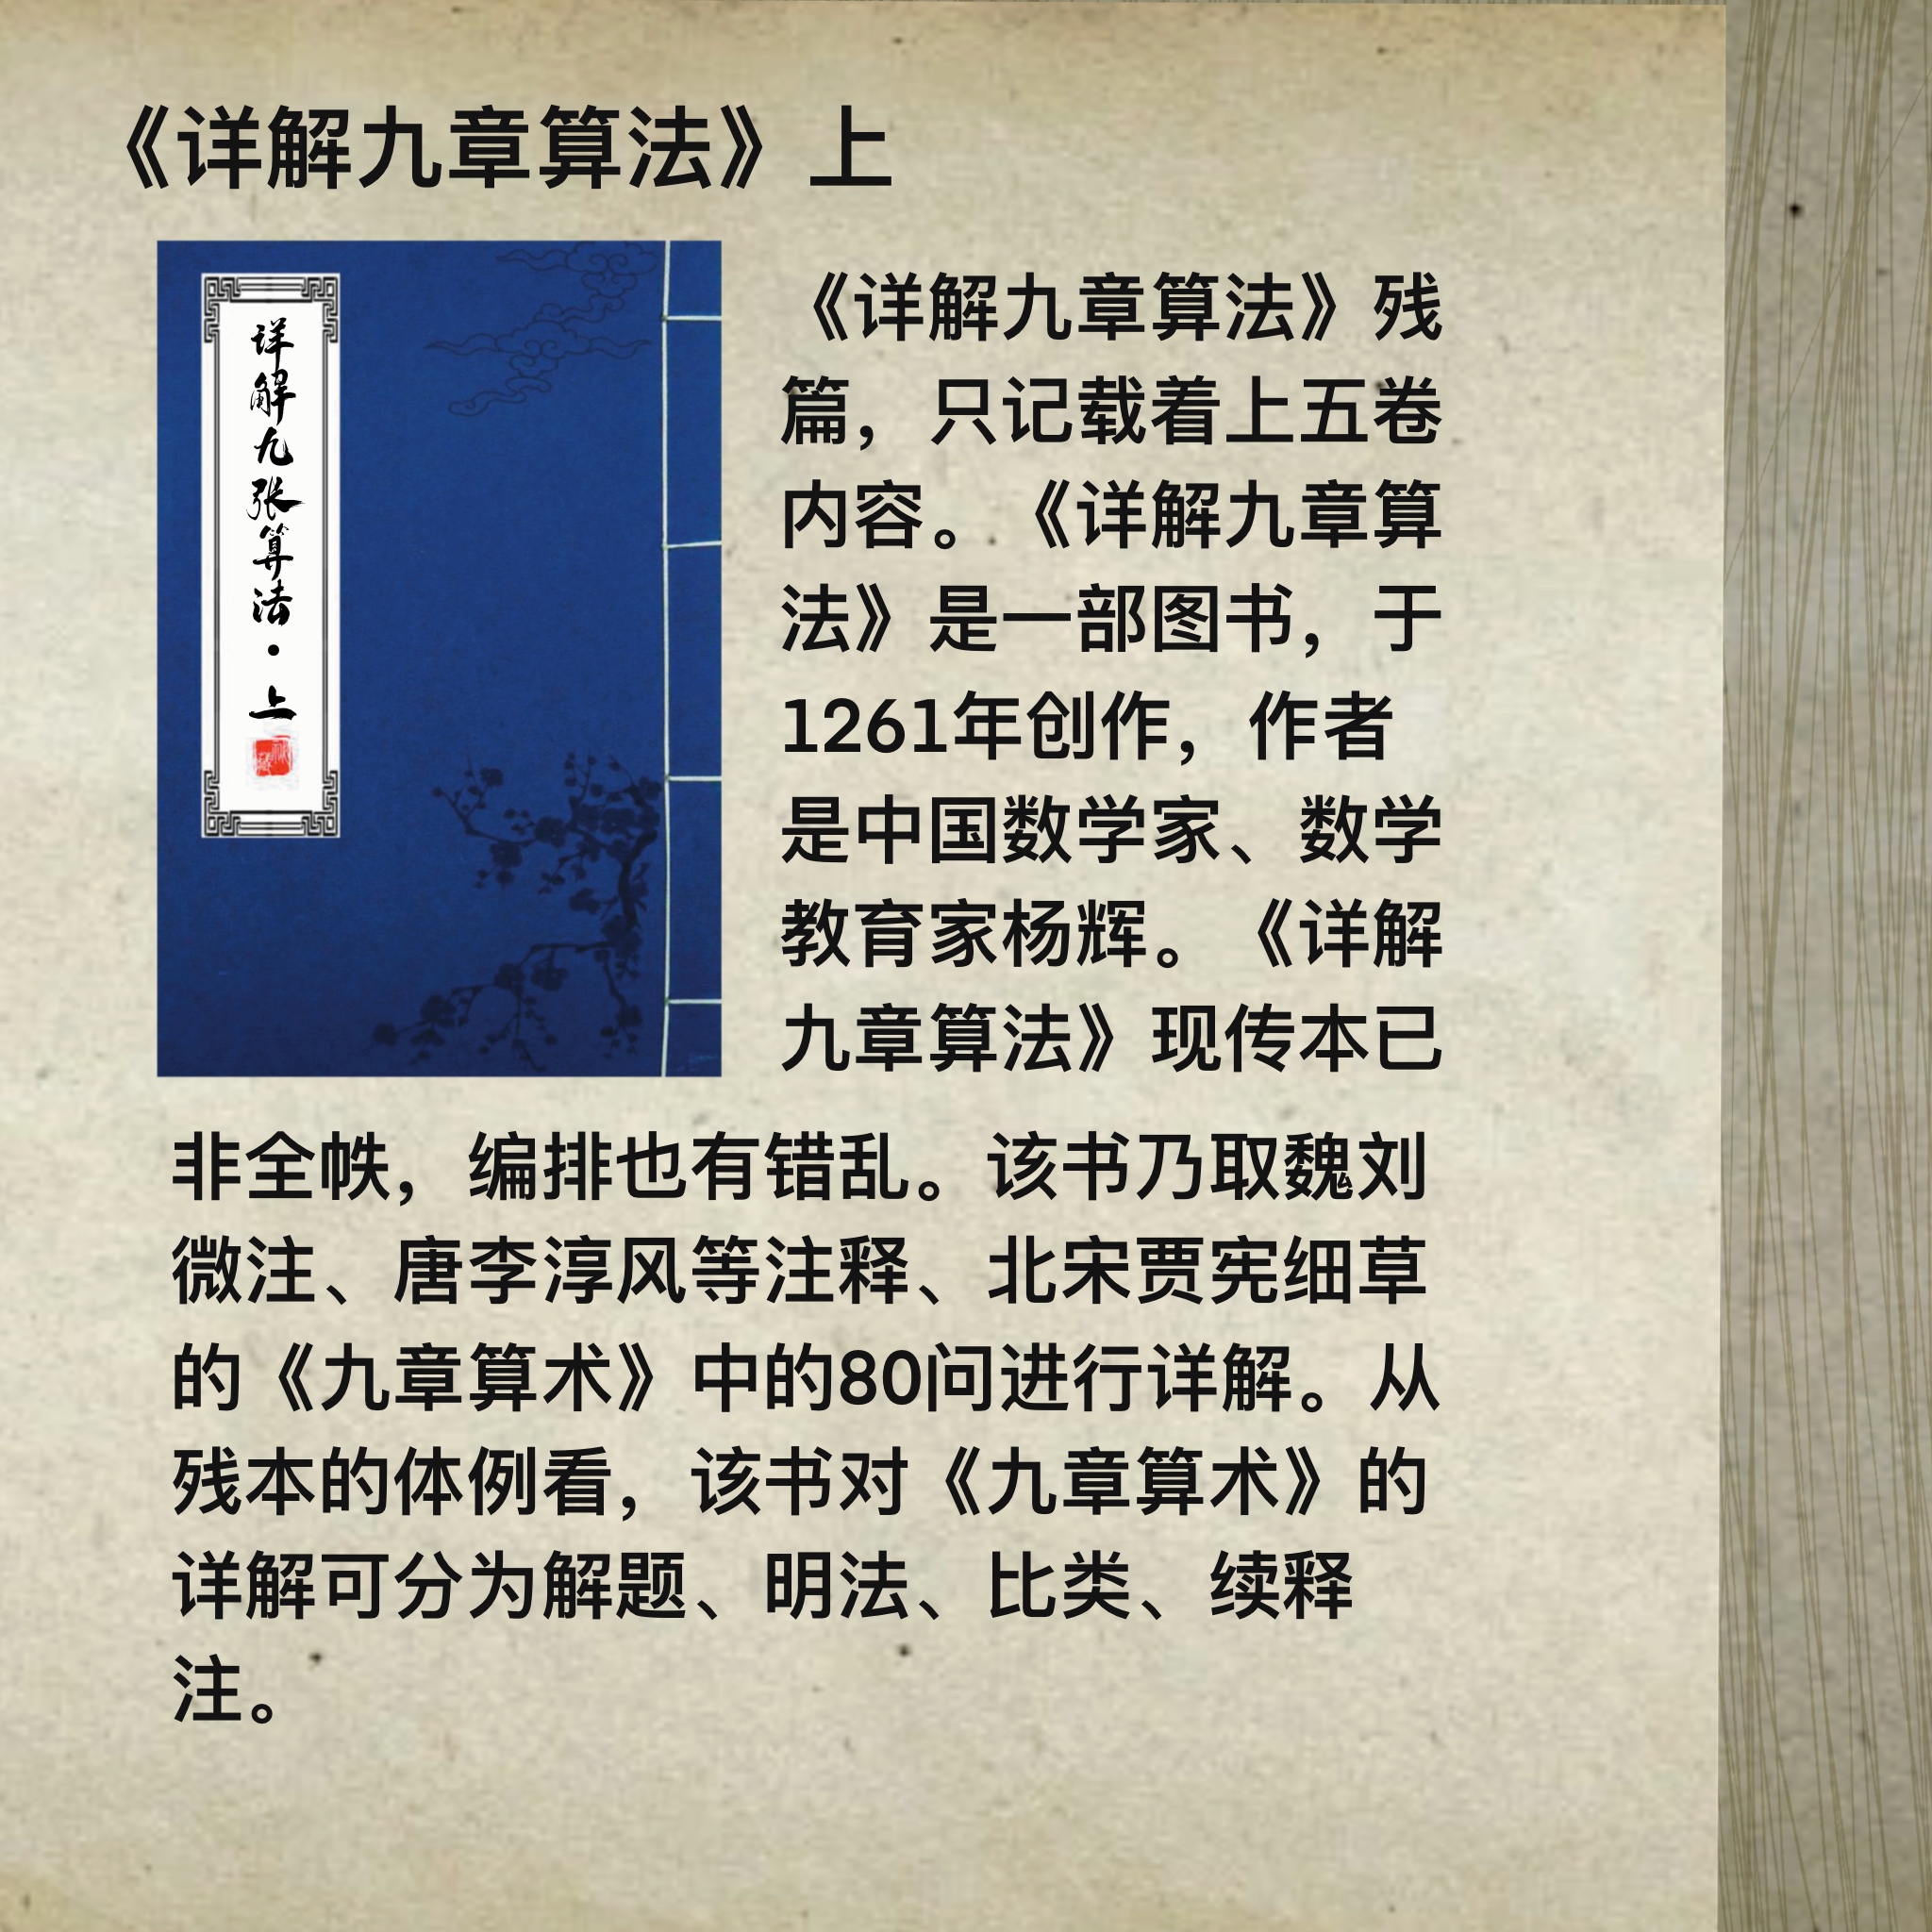 《详解九章算法》上
详解九张算法·上
《详解九章算法》残
篇，只记载着上五卷
内容。《详解九章算
法》是一部图书，于
1261年创作，作者
是中国数学家、数学
教育家杨辉。《详解
九章算法》现传本已
非全帙，编排也有错乱。该书乃取魏刘
微注、唐李淳风等注释、北宋贾宪细草
的《九章算术》中的80问进行详解。从
残本的体例看，该书对《九章算术》的
详解可分为解题、明法、比类、续释
注。